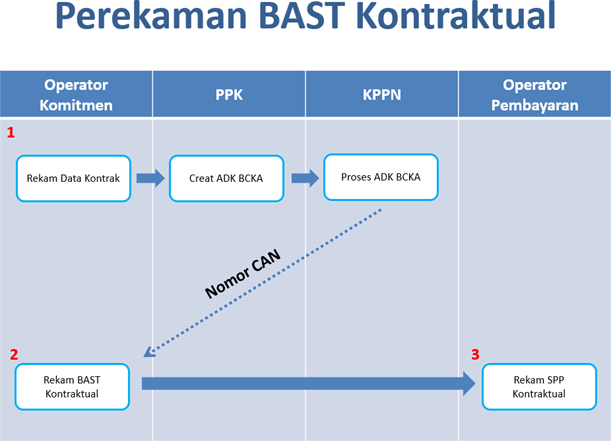 Perekaman BAST Kontraktual
Operator
Komitmen
PPK
KPPN
Operator
Pembayaran
1
Rekam Data Kontrak
Creat ADK BCKA
Proses ADK BCKA
Nomor CAN
2
3
Rekam BAST
Kontraktual
Rekam SPP
Kontraktual